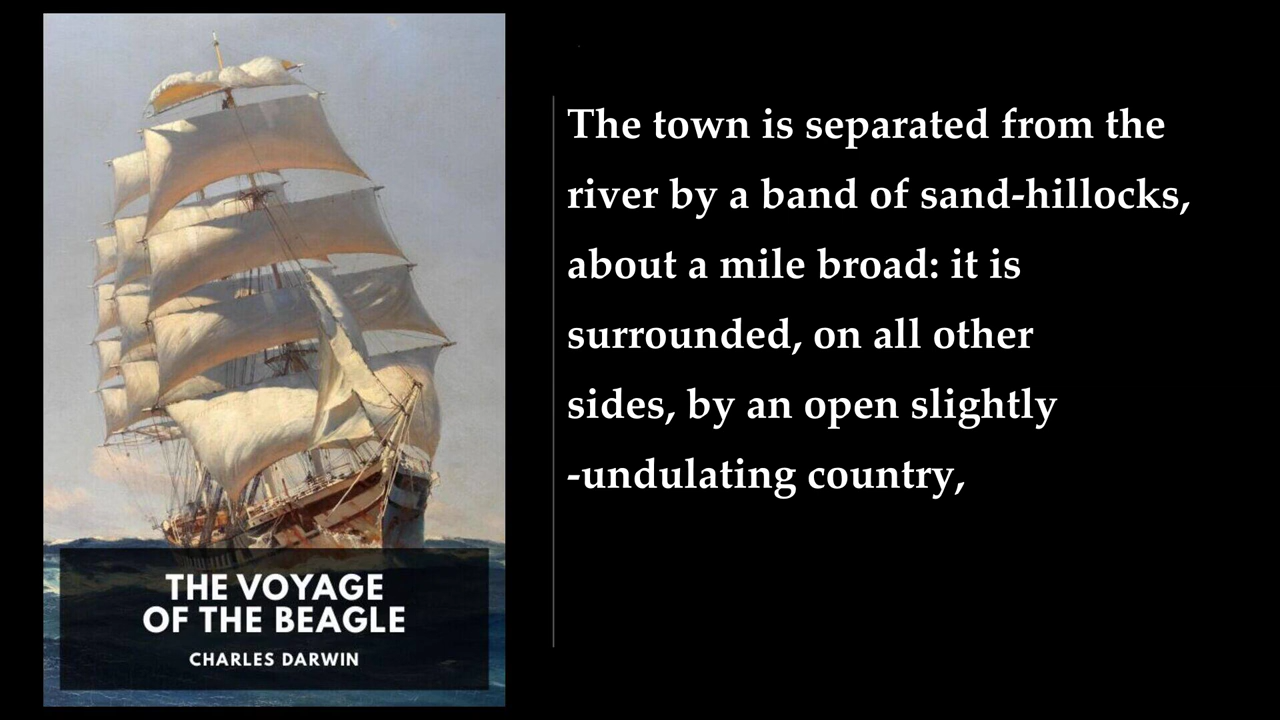 THE VOYAGE
OF THE BEAGLE
CHARLES DARWIN
The town is separated from the
river by a band of sand-hillocks,
about a mile broad: it is
surrounded, on all other
sides, by an open slightly
-undulating country,